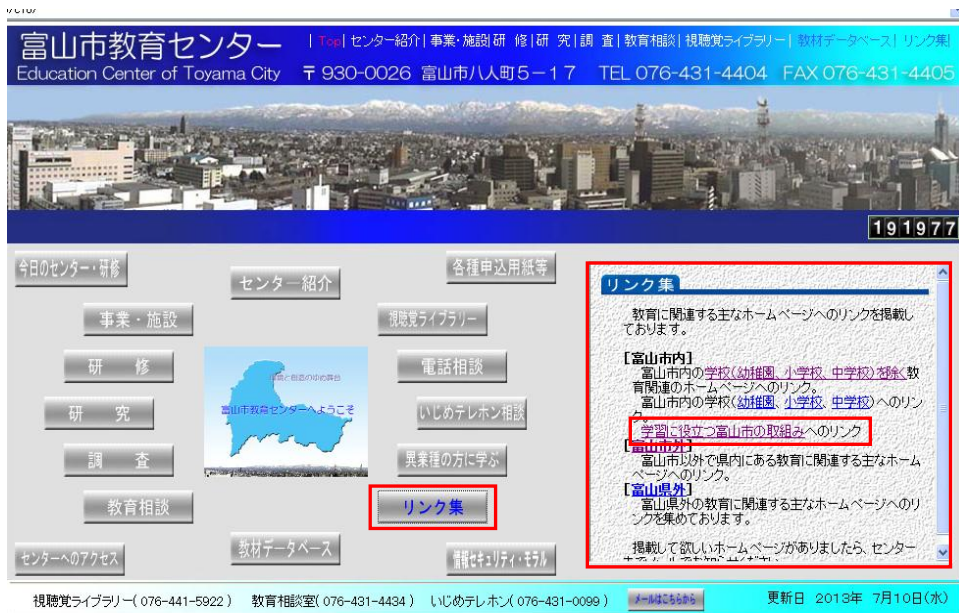 富山市教育センター
| Top| センター紹介 | 事業・施設| 研 修 | 研 究 | 調 査 | 教育相談 | 視聴覚ライブラリー | 教材データベース | リンク集|
Education Center of Toyama City 〒930-0026 富山市八人町5-17 TEL 076-431-4404 FAX 076-431-4405
191977
今日のセンター・研修
センター紹介
各種申込用紙等
事業・施設
視聴覚ライブラリー
研 修
電話相談
研 究
いじめテレホン相談
調 査
異業種の方に学ぶ
教育相談
リンク集
センターへのアクセス
教材データベース
情報セキュリティ・モラル
富山市教育センターへようこそ
リンク集
教育に関連する主なホームページへのリンクを掲載し
ております。
【富山市内】
富山市内の学校(幼稚園、小学校、中学校)を除く教
育関連のホームページへのリンク。
富山市内の学校(幼稚園、小学校、中学校)へのリン
ク。
学習に役立つ富山市の取組みへのリンク
【富山市外】
富山市以外で県内にある教育に関連する主なホーム
ページへのリンク。
【富山県外】
富山県外の教育に関連する主なホームページへのリ
ンクを集めております。
掲載して欲しいホームページがありましたら、センター
視聴覚ライブラリー( 076-441-5922 ) 教育相談室( 076-431-4434 ) いじめテレホン( 076-431-0099 ) メールはこちらから 更新日 2013年 7月10日(水)